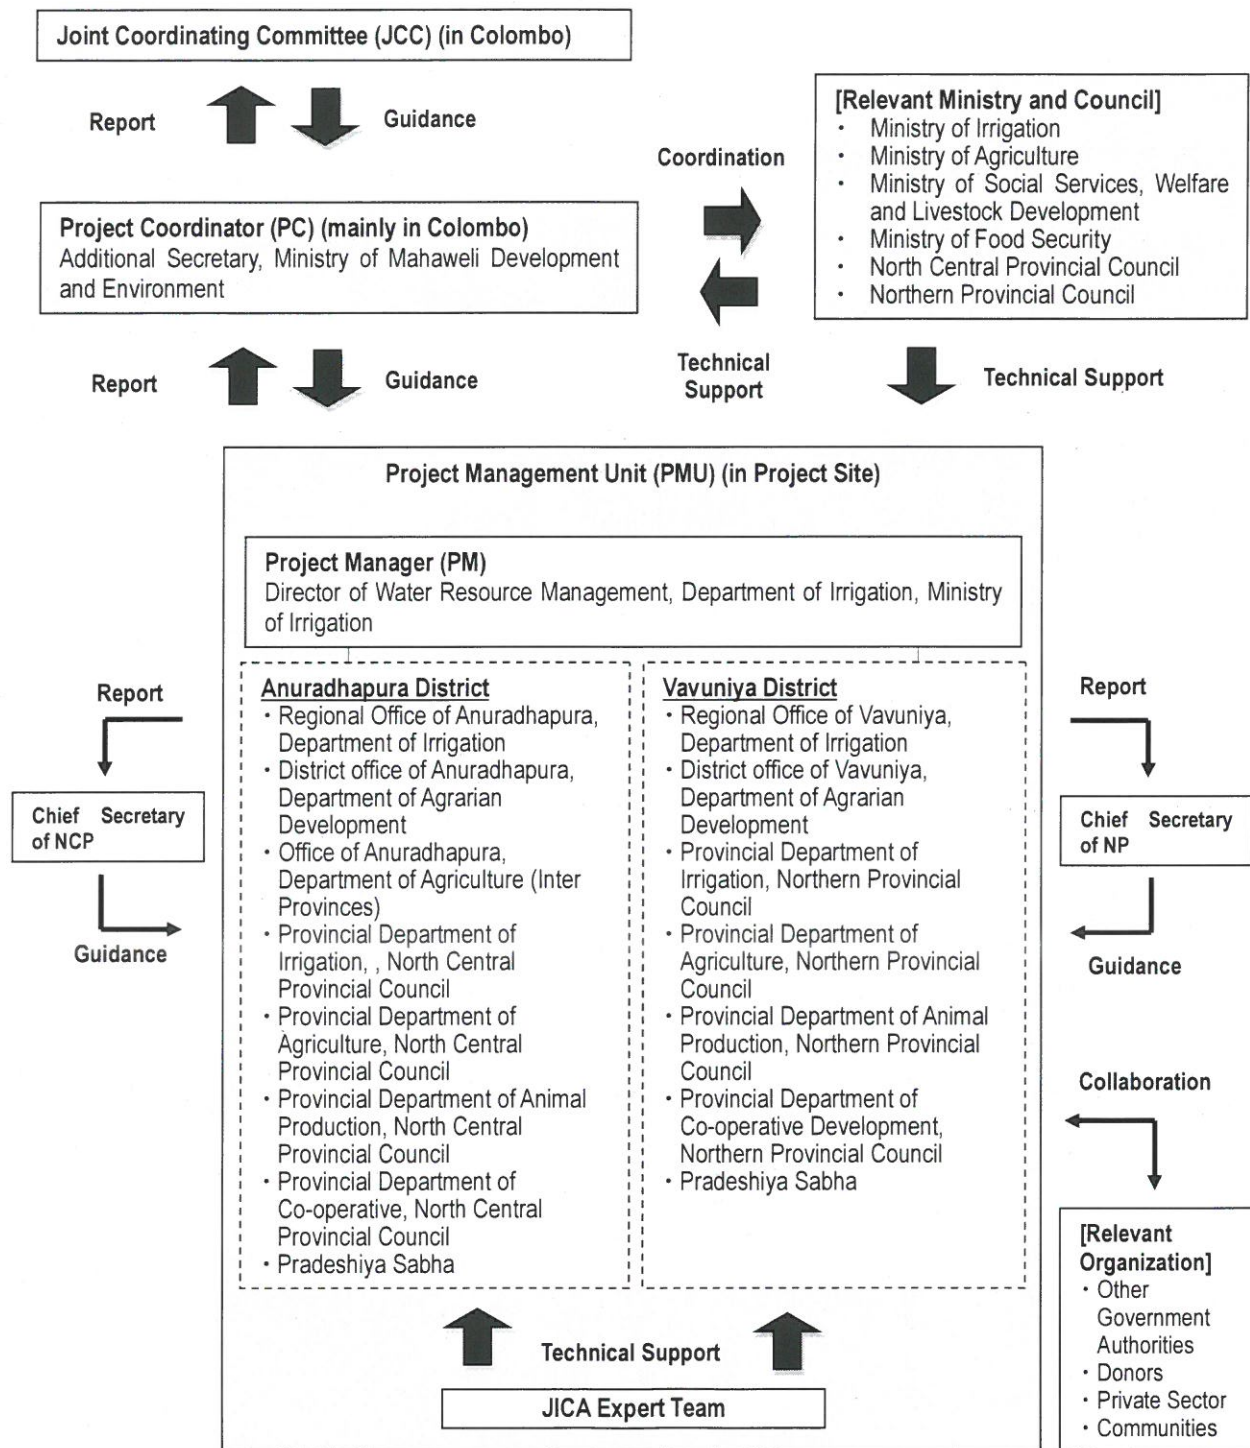 Joint Coordinating Committee (JCC) (in Colombo)
Report
Guidance
[Relevant Ministry and Council]
· Ministry of Irrigation
· Ministry of Agriculture
· Ministry of Social Services, Welfare
and Livestock Development
· Ministry of Food Security
· North Central Provincial Council
· Northern Provincial Council
Coordination
Project Coordinator (PC) (mainly in Colombo)
Additional Secretary, Ministry of Mahaweli Development
and Environment
Technical
Support
Report
Guidance
Technical Support
Project Management Unit (PMU) (in Project Site)
Project Manager (PM)
Director of Water Resource Management, Department of Irrigation, Ministry
of Irrigation
Report
Chief Secretary
of NCP
Guidance
Anuradhapura District
· Regional Office of Anuradhapura,
Department of Irrigation
· District office of Anuradhapura,
Department of Agrarian
Development
· Office of Anuradhapura,
Department of Agriculture (Inter
Provinces)
· Provincial Department of
Irrigation, , North Central
Provincial Council
· Provincial Department of
Agriculture, North Central
Provincial Council
· Provincial Department of Animal
Production, North Central
Provincial Council
· Provincial Department of
Co-operative, North Central
Provincial Council
· Pradeshiya Sabha
Vavuniya District
· Regional Office of Vavuniya,
Department of Irrigation
· District office of Vavuniya,
Department of Agrarian
Development
· Provincial Department of
Irrigation, Northern Provincial
Council
· Provincial Department of
Agriculture, Northern Provincial
Council
· Provincial Department of Animal
Production, Northern Provincial
Council
· Provincial Department of
Co-operative Development,
Northern Provincial Council
· Pradeshiya Sabha
Report
Chief Secretary
of NP
Guidance
Collaboration
[Relevant
Organization]
· Other
Government
Authorities
· Donors
· Private Sector
· Communities
Technical Support
JICA Expert Team